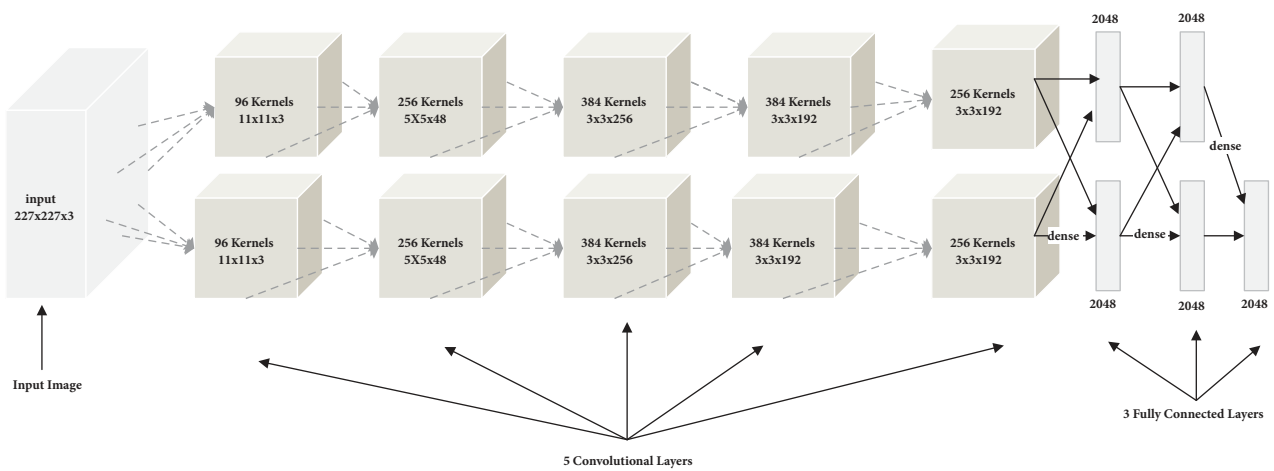 2048
2048
96 Kernels
11x11x3
256 Kernels
5X5x48
384 Kernels
3x3x256
384 Kernels
3x3x192
256 Kernels
3x3x192
dense
input
227x227x3
96 Kernels
11x11x3
256 Kernels
5X5x48
384 Kernels
3x3x256
384 Kernels
3x3x192
256 Kernels
3x3x192
dense
dense
2048
2048
2048
Input Image
3 Fully Connected Layers
5 Convolutional Layers